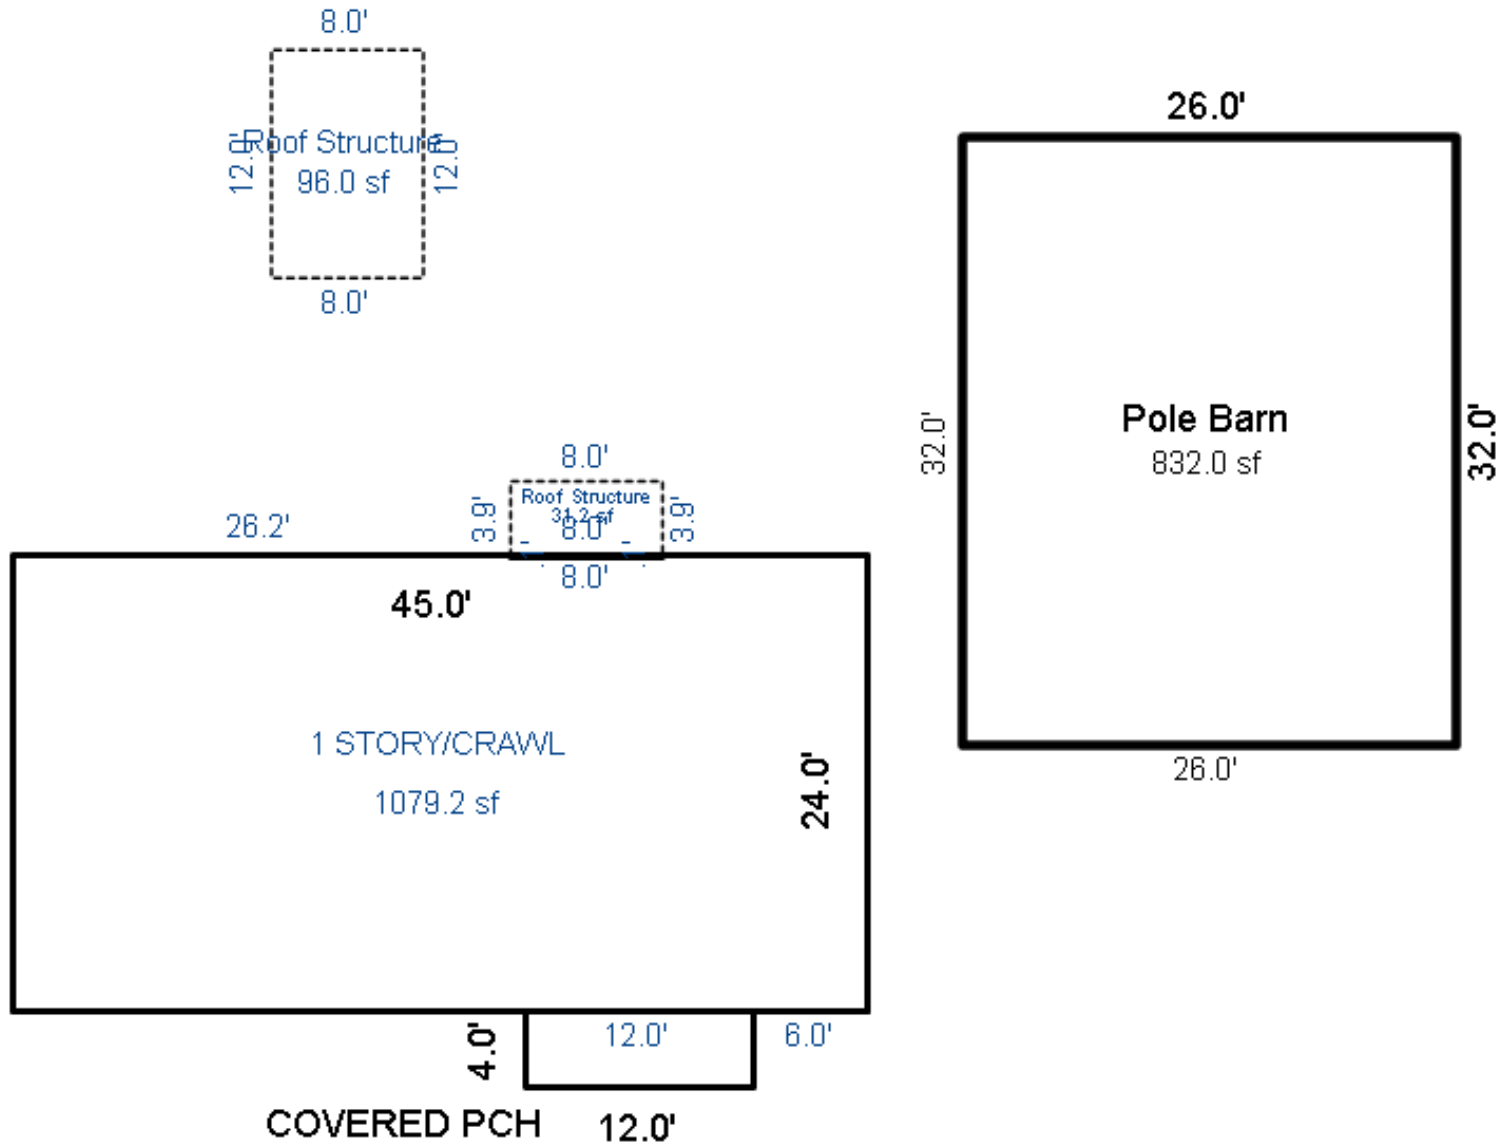 8.0'
Roof Structure
96.0 sf
12.0'
12.0'
8.0'
26.0'
32.0'
Pole Barn
832.0 sf
32.0'
26.0'
8.0'
Roof Structure
31.2 sf
3.9'
8.0'
3.9'
26.2'
8.0'
45.0'
1 STORY/CRAWL
1079.2 sf
24.0'
4.0'
12.0'
6.0'
COVERED PCH
12.0'